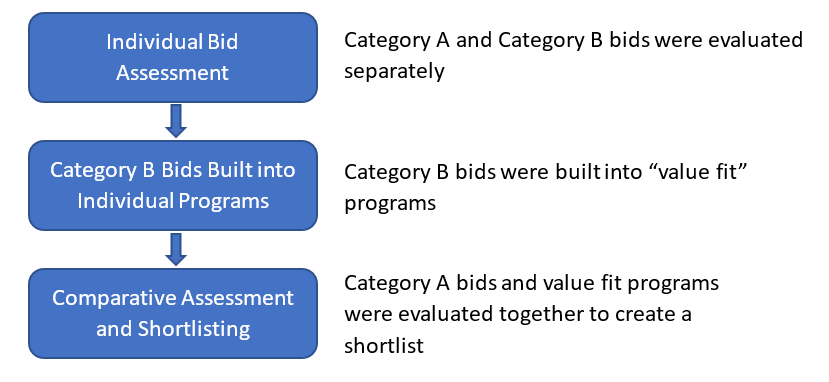 Individual Bid
Assessment
Category A and Category B bids were evaluated
separately
Category B Bids Built into
Individual Programs
Category B bids were built into “value fit”
programs
Comparative Assessment
and Shortlisting
Category A bids and value fit programs
were evaluated together to create a
shortlist